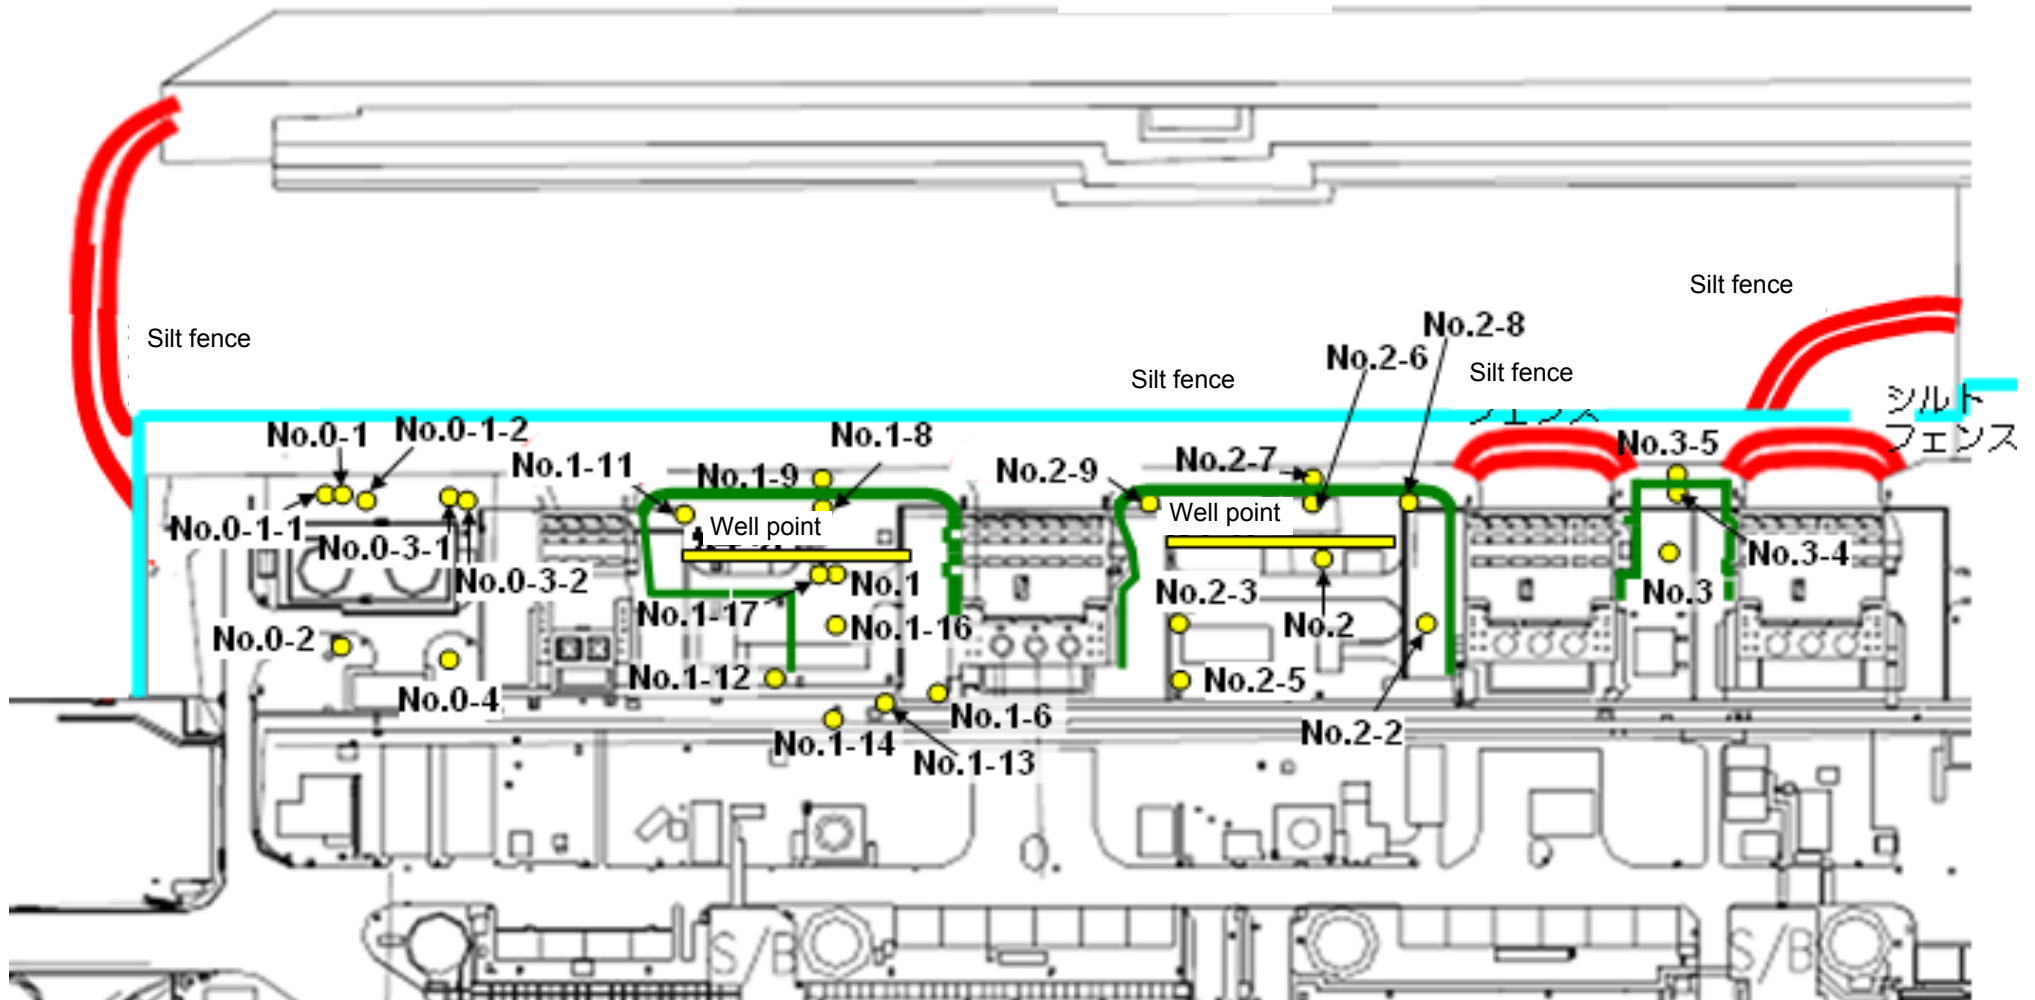 Silt fence
Silt fence
No.2-8
No.2-6
Silt fence
Silt fence
シルト
フェンス
フェンス
No.0-1
No.0-1-2
No.1-8
No.3-5
No.1-11
No.1-9
No.2-9
No.2-7
No.0-1-1
Well point
Well point
No.0-3-1
No.3-4
No.0-3-2
No.1
No.2-3
No.3
No.1-17
No.1-16
No.2
No.0-2
No.1-12
No.2-5
No.0-4
No.1-6
No.2-2
No.1-14
No.1-13
S/B
S/B